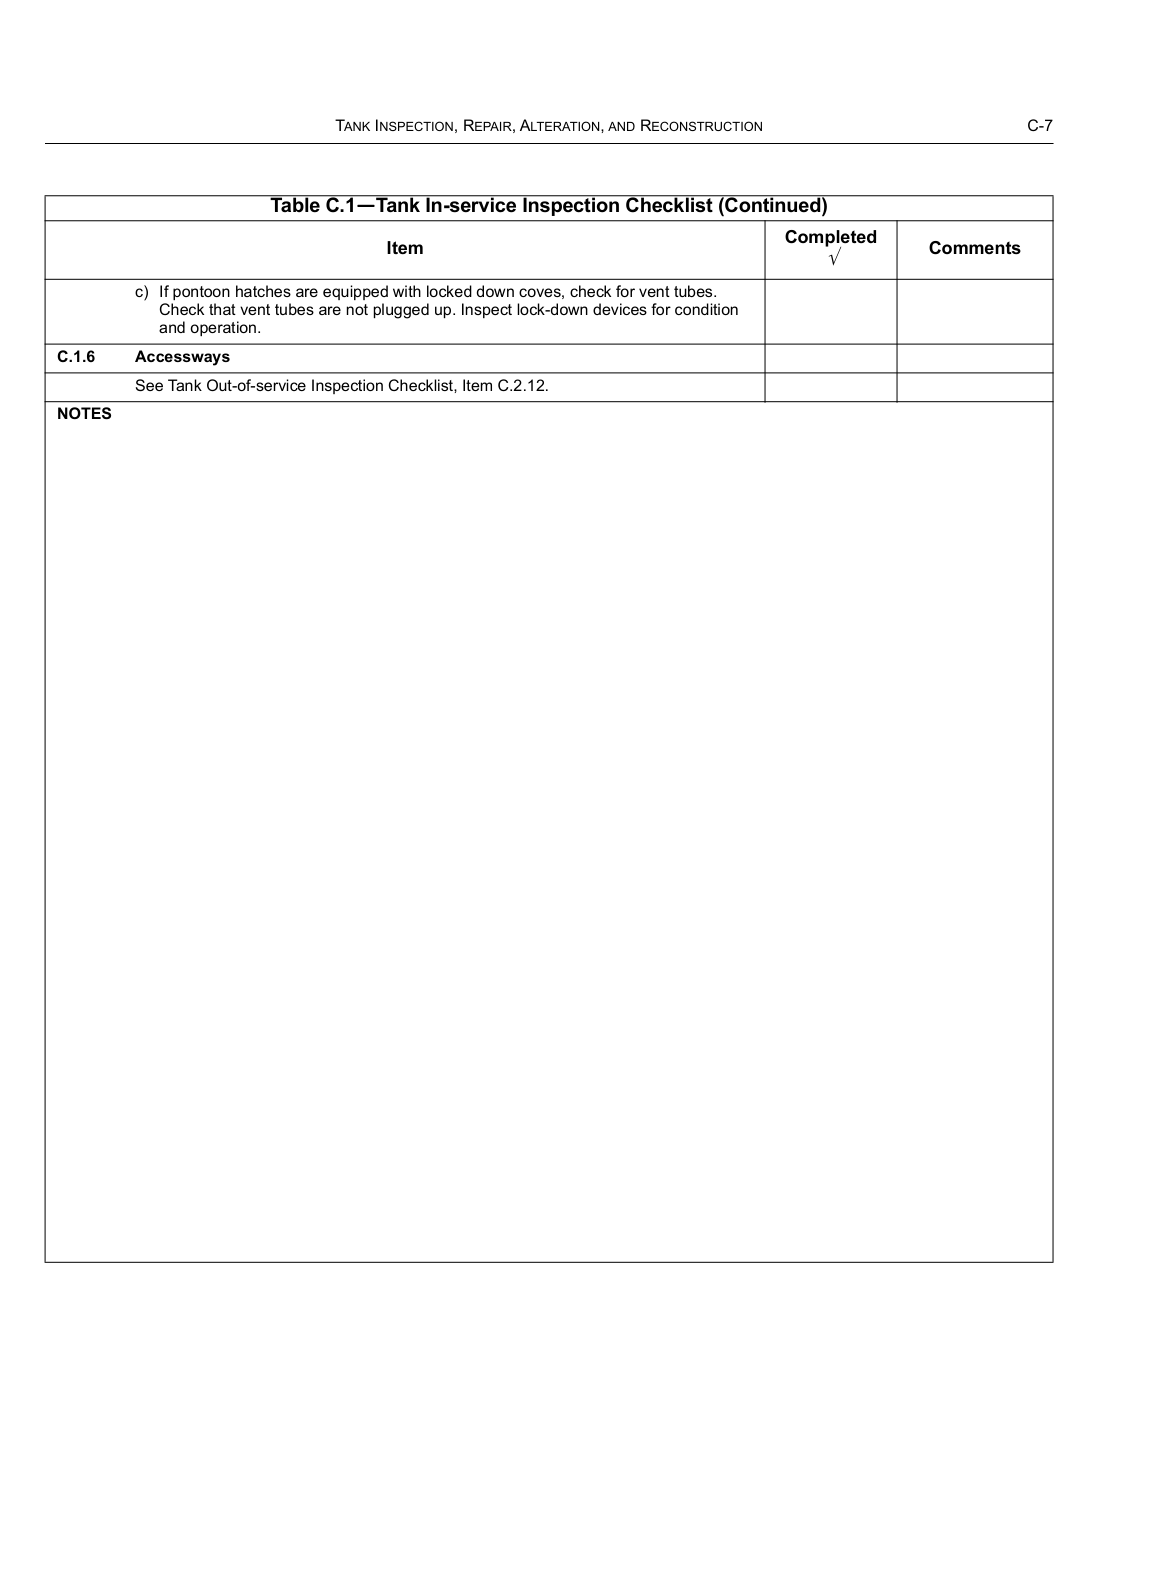 TANK INSPECTION, REPAIR, ALTERATION, AND RECONSTRUCTION C-7
Table C.1—Tank In-service Inspection Checklist (Continued)
Item
Completed
√
Comments
c) If pontoon hatches are equipped with locked down coves, check for vent tubes.
Check that vent tubes are not plugged up. Inspect lock-down devices for condition
and operation.
C.1.6 Accessways
See Tank Out-of-service Inspection Checklist, Item C.2.12.
NOTES